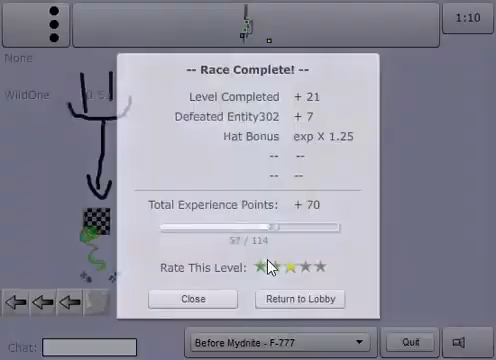 1:10
-- Race Complete! --
None
Level Completed + 21
WildOne
Defeated Entity302 + 7
Hat Bonus exp X 1.25
-- --
-- --
Total Experience Points: + 70
57 / 114
Rate This Level:
Close Return to Lobby
Chat: Before Mydnite - F-777 Quit